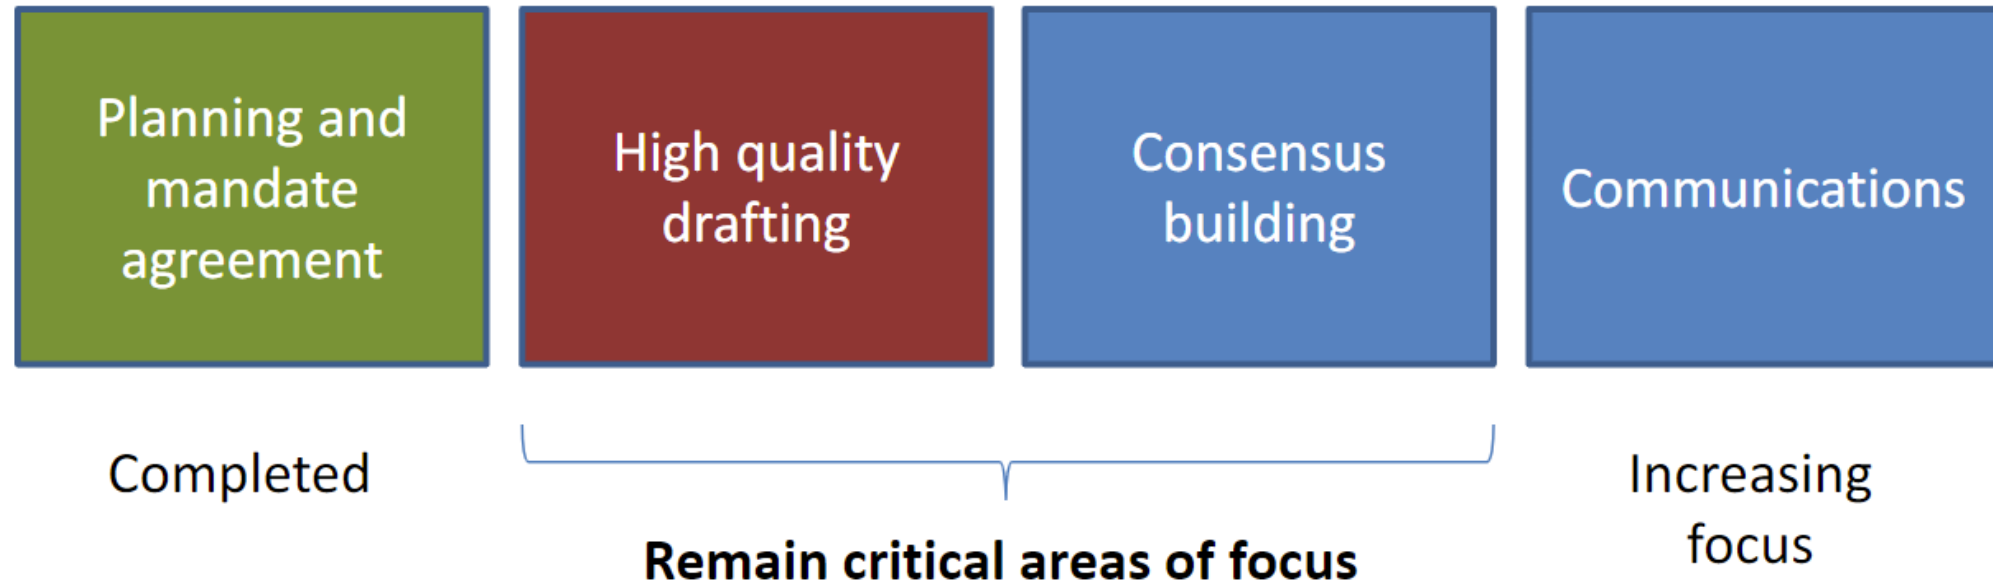 Planning and
mandate
agreement
High quality
drafting
Consensus
building
Communications
Completed
Remain critical areas of focus
Increasing
focus